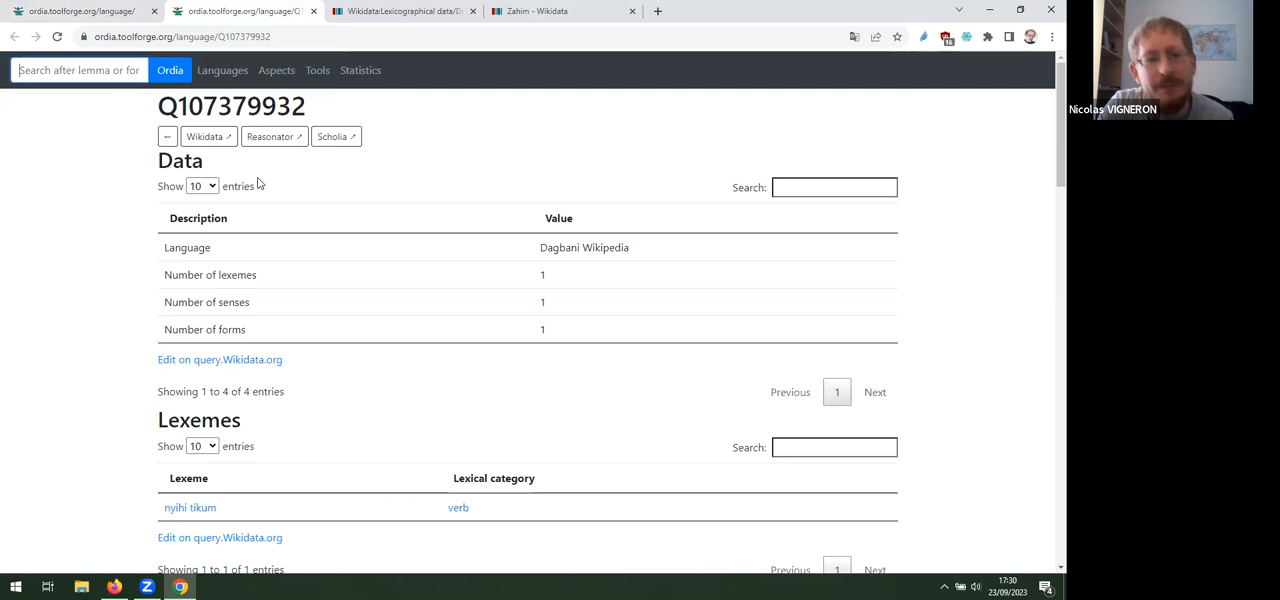 ordia.toolforge.org/language/
ordia.toolforge.org/language/Q1
Wikidata:Lexicographical data/D
Zahim - Wikidata
ordia.toolforge.org/language/Q107379932
16
Search after lemma or for
Ordia
Languages
Aspects
Tools
Statistics
Nicolas VIGNERON
Q107379932
← Wikidata ↗ Reasonator ↗ Scholia ↗
Data
Show 10 entries
Search:
Description Value
Language Dagbani Wikipedia
Number of lexemes 1
Number of senses 1
Number of forms 1
Edit on query.Wikidata.org
Showing 1 to 4 of 4 entries
Previous 1 Next
Lexemes
Show 10 entries
Search:
Lexeme Lexical category
nyihi tikum verb
Edit on query.Wikidata.org
Showing 1 to 1 of 1 entries
Previous 1 Next
17:30
23/09/2023
4